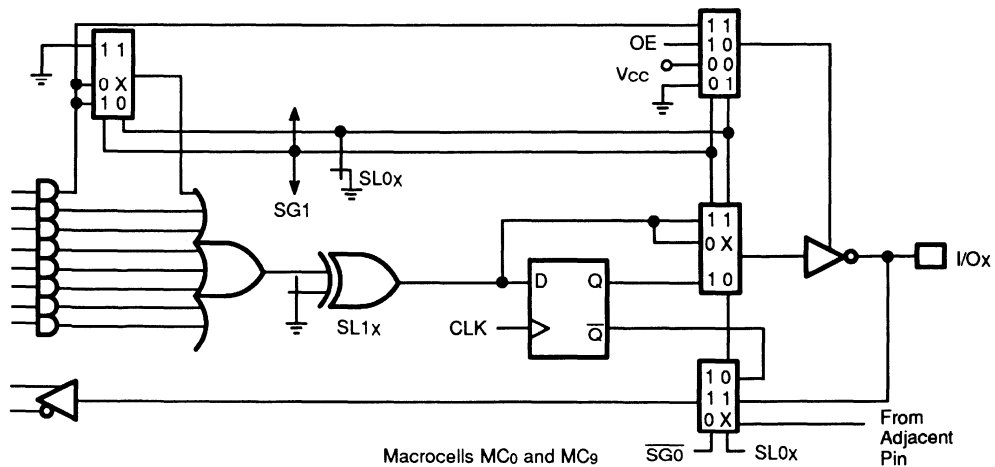 1 1
0 X
1 0
OE
VCC
1 1
1 0
0 0
0 1
SL0X
SG1
1 1
0 X
1 0
I/OX
D
Q
CLK
Q̅
SL1X
1 0
1 1
0 X
From
Adjacent
Pin
S̅G̅0̅
SL0X
Macrocells MC0 and MC9